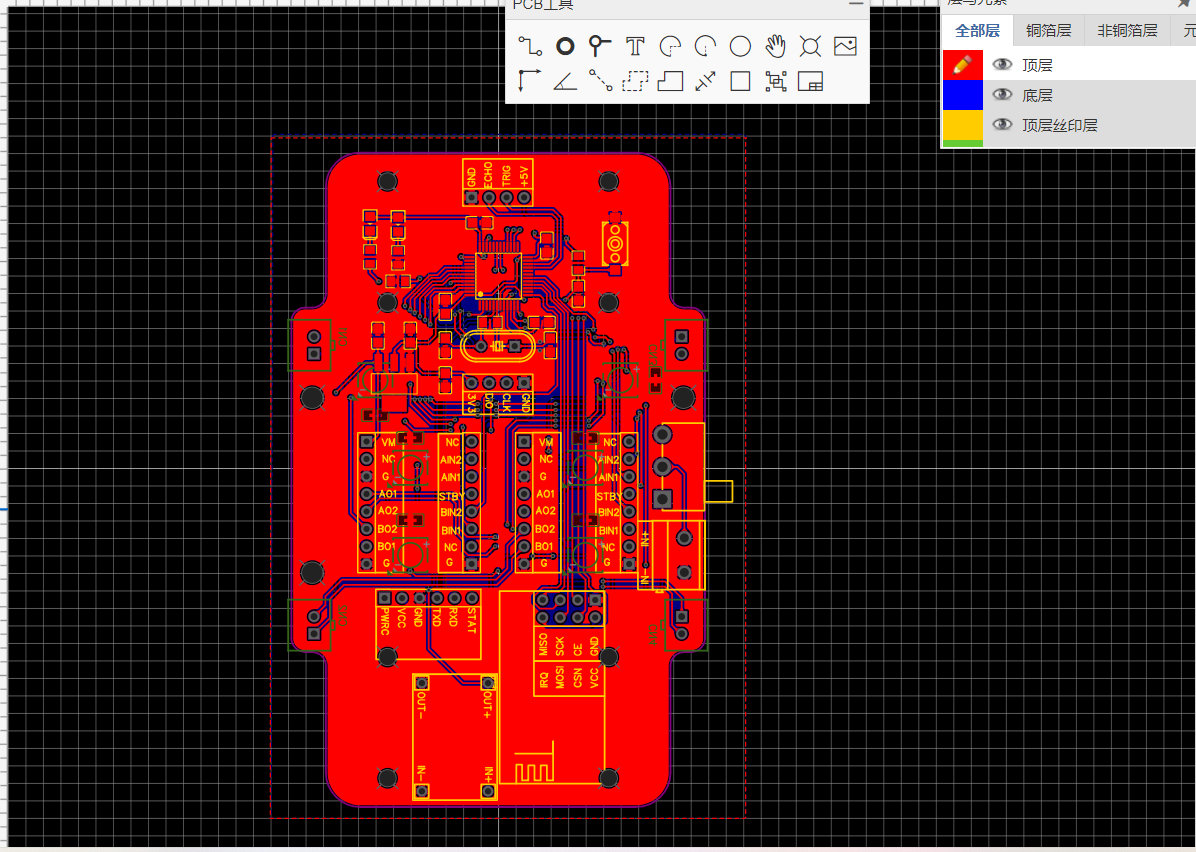 PCB工具
全部层 铜箔层 非铜箔层 元
顶层
底层
顶层丝印层
GND ECHO TRIG +5V
3V3 DIO CLK GND
VM NC VM NC
NC AIN2 NC AIN2
G AIN1 G AIN1
AO1 STBY AO1 STBY
AO2 BIN2 AO2 BIN2
BO2 BIN1 BO2 BIN1
BO1 NC BO1 NC
G G G G
IN+
IN-
PWRC VCC GND TXD RXD STAT
MISO SCK CE GND
IRQ MOSI CSN VCC
OUT- OUT+
IN- IN+